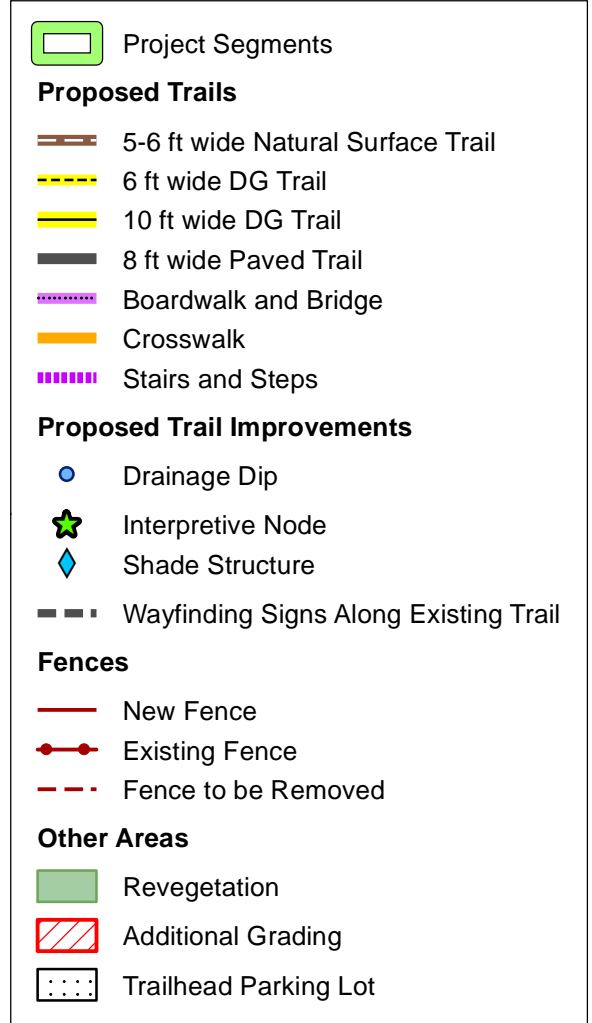 Project Segments
Proposed Trails
5-6 ft wide Natural Surface Trail
6 ft wide DG Trail
10 ft wide DG Trail
8 ft wide Paved Trail
Boardwalk and Bridge
Crosswalk
Stairs and Steps
Proposed Trail Improvements
Drainage Dip
Interpretive Node
Shade Structure
Wayfinding Signs Along Existing Trail
Fences
New Fence
Existing Fence
Fence to be Removed
Other Areas
Revegetation
Additional Grading
Trailhead Parking Lot